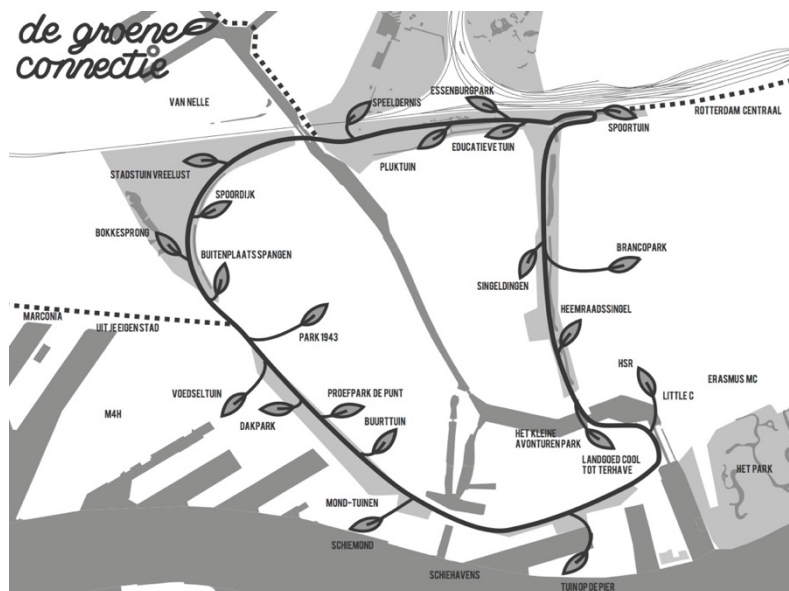 de groene
connectie
VAN NELLE
SPEELDERNIS
ESSENBURGPARK
SPOORTUIN
ROTTERDAM CENTRAAL
EDUCATIEVE TUIN
PLUKTUIN
STADSTUIN VREELUST
SPOORDIJK
BOKKESPRONG
BUITENPLAATS SPANGEN
BRANCOPARK
SINGELDINGEN
HEEMRAADSSINGEL
MARCONIA
UIT JE EIGEN STAD
PARK 1943
HSR
ERASMUS MC
LITTLE C
VOEDSELTUIN
PROEFPARK DE PUNT
M4H
DAKPARK
BUURTTUIN
HET KLEINE
AVONTUREN PARK
LANDGOED COOL
TOT TERHAVE
HET PARK
MOND-TUINEN
SCHIEMOND
SCHIEHAVENS
TUIN OP DE PIER